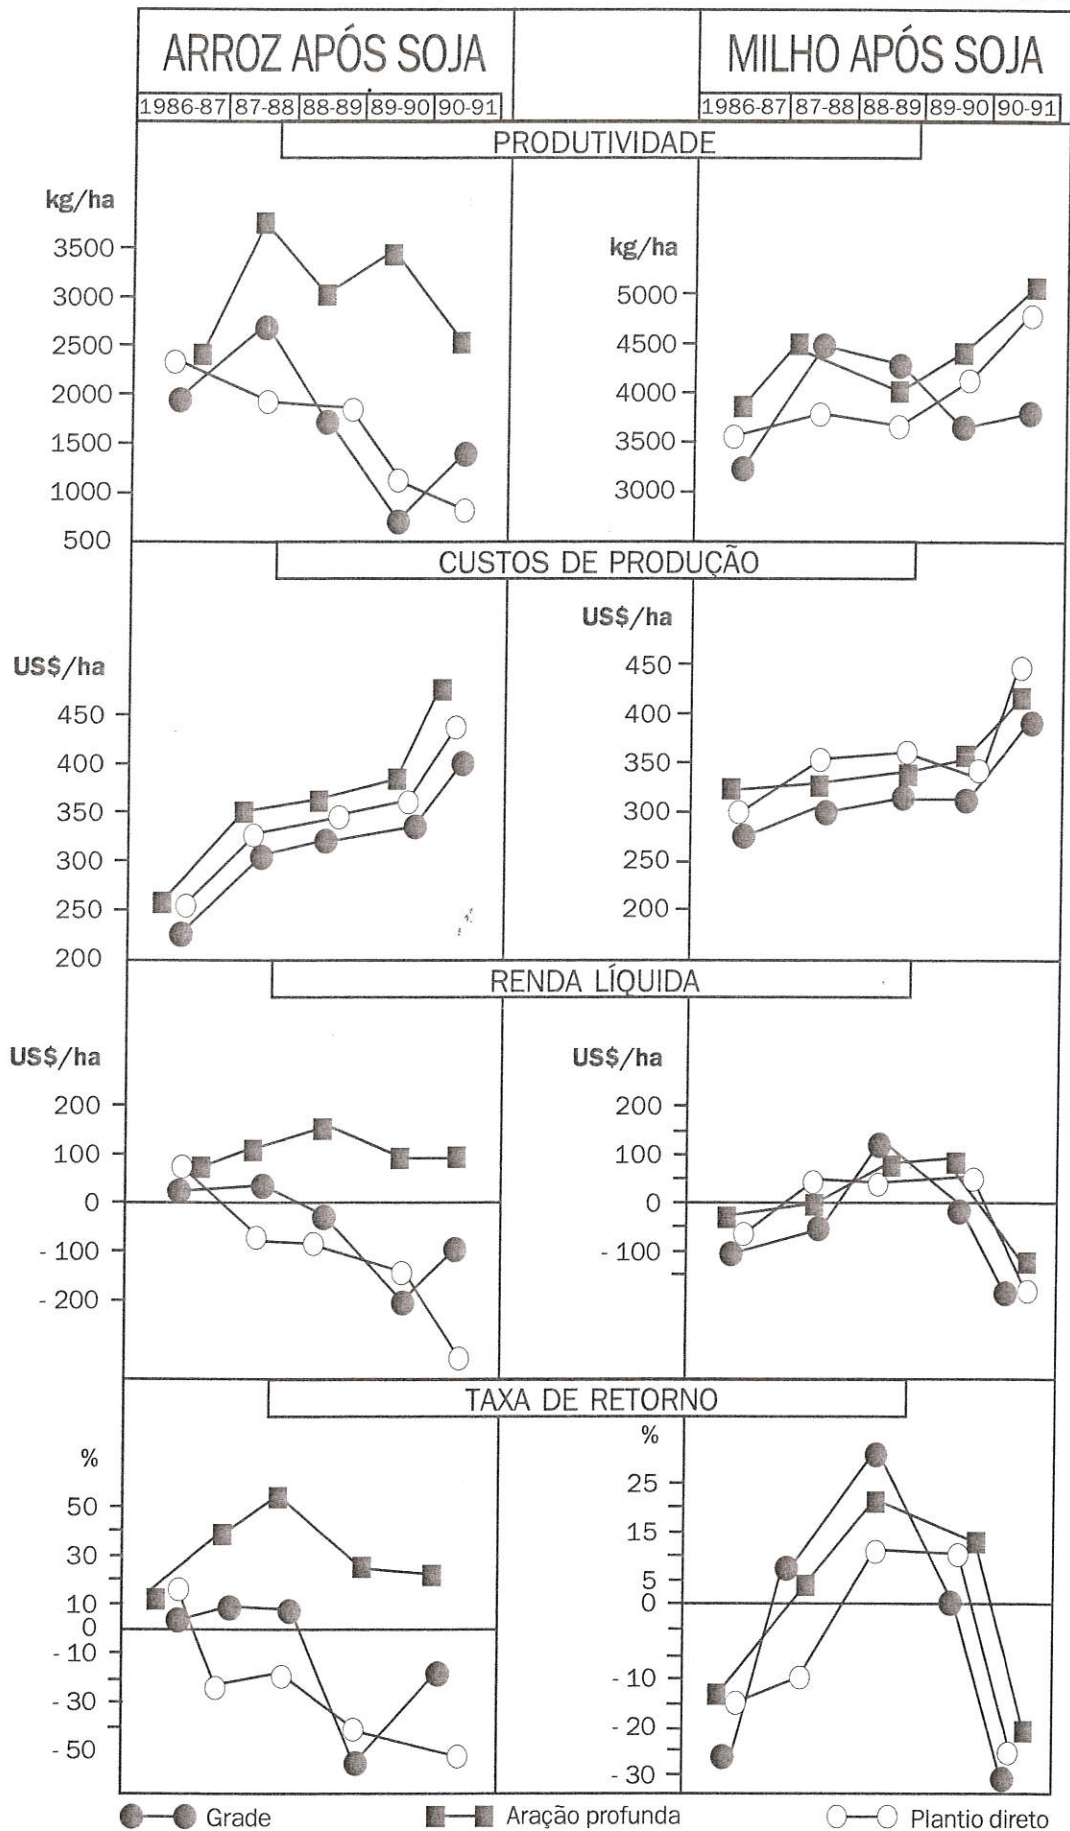 ARROZ APÓS SOJA
MILHO APÓS SOJA
1986-87 87-88 88-89 89-90 90-91
1986-87 87-88 88-89 89-90 90-91
PRODUTIVIDADE
kg/ha
3500
3000
2500
2000
1500
1000
500
kg/ha
5000
4500
4000
3500
3000
CUSTOS DE PRODUÇÃO
US$/ha
450
400
350
300
250
200
US$/ha
450
400
350
300
250
200
RENDA LÍQUIDA
US$/ha
200
100
0
- 100
- 200
US$/ha
200
100
0
- 100
TAXA DE RETORNO
%
50
30
10
0
- 10
- 30
- 50
%
25
15
5
0
- 10
- 20
- 30
Grade
Aração profunda
Plantio direto